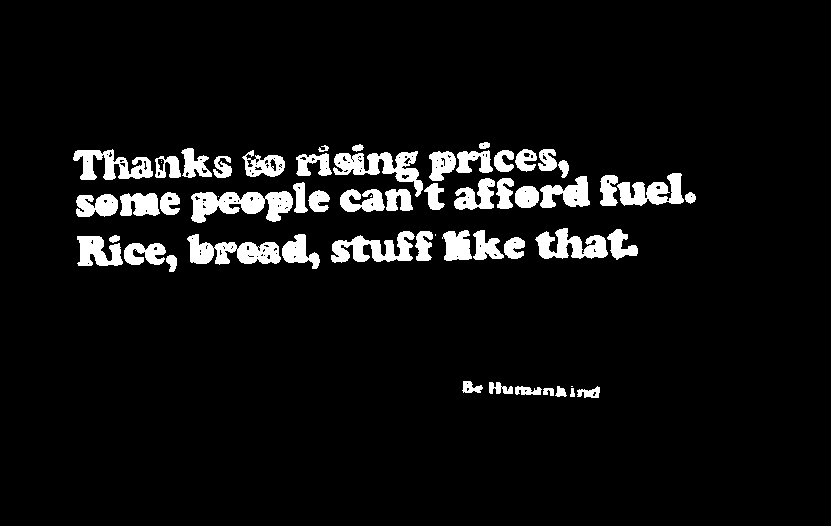 Thanks to rising prices,
some people can't afford fuel.
Rice, bread, stuff like that.
Be Humankind